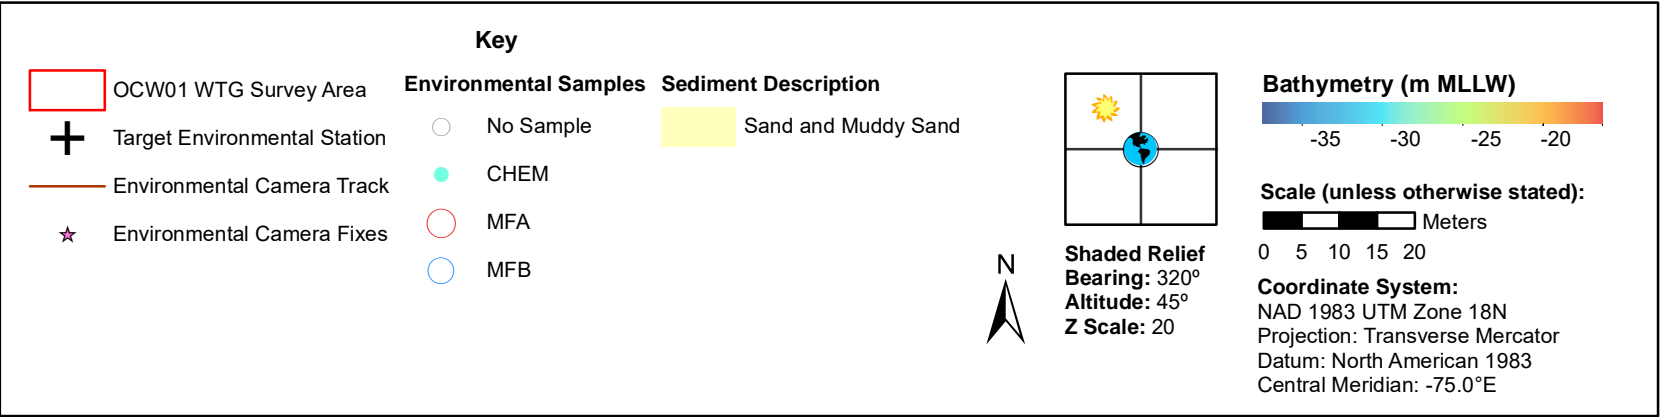 Key
OCW01 WTG Survey Area
Target Environmental Station
Environmental Camera Track
Environmental Camera Fixes
Environmental Samples
No Sample
CHEM
MFA
MFB
Sediment Description
Sand and Muddy Sand
N
Shaded Relief
Bearing: 320º
Altitude: 45º
Z Scale: 20
Bathymetry (m MLLW)
-35 -30 -25 -20
Scale (unless otherwise stated):
Meters
0 5 10 15 20
Coordinate System:
NAD 1983 UTM Zone 18N
Projection: Transverse Mercator
Datum: North American 1983
Central Meridian: -75.0°E